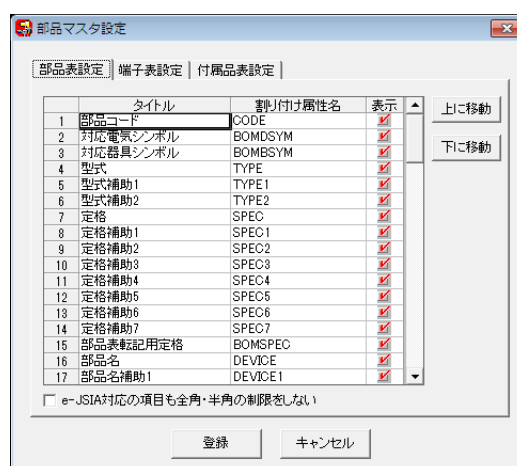 部品マスタ設定
部品表設定 端子表設定 付属品表設定
タイトル 割り付け属性名 表示
1 部品コード CODE
2 対応電気シンボル BOMDSYM
3 対応器具シンボル BOMBSYM
4 型式 TYPE
5 型式補助1 TYPE1
6 型式補助2 TYPE2
7 定格 SPEC
8 定格補助1 SPEC1
9 定格補助2 SPEC2
10 定格補助3 SPEC3
11 定格補助4 SPEC4
12 定格補助5 SPEC5
13 定格補助6 SPEC6
14 定格補助7 SPEC7
15 部品表転記用定格 BOMSPEC
16 部品名 DEVICE
17 部品名補助1 DEVICE1
上に移動
下に移動
e-JSIA対応の項目も全角・半角の制限をしない
登録 キャンセル